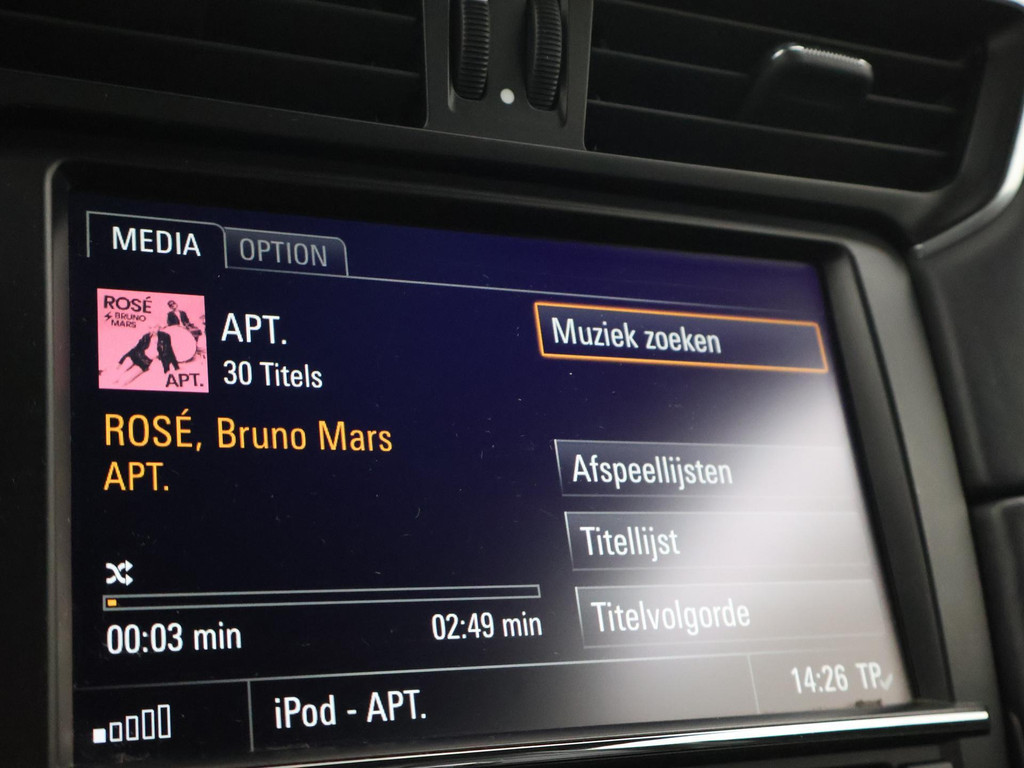 MEDIA
OPTION
ROSÉ
BRUNO
MARS
APT.
APT.
30 Titels
ROSÉ, Bruno Mars
APT.
Muziek zoeken
Afspeellijsten
Titellijst
Titelvolgorde
00:03 min
02:49 min
iPod - APT.
14:26 TP